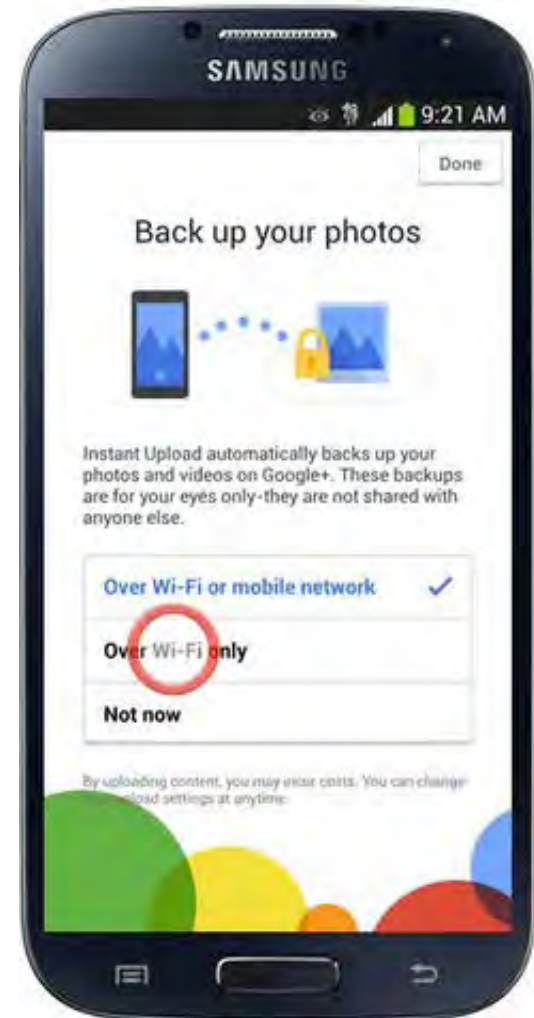 SAMSUNG
9:21 AM
Done
Back up your photos
Instant Upload automatically backs up your
photos and videos on Google+. These backups
are for your eyes only-they are not shared with
anyone else.
Over Wi-Fi or mobile network
Over Wi-Fi only
Not now
By uploading content, you may incur costs. You can change
upload settings at anytime.